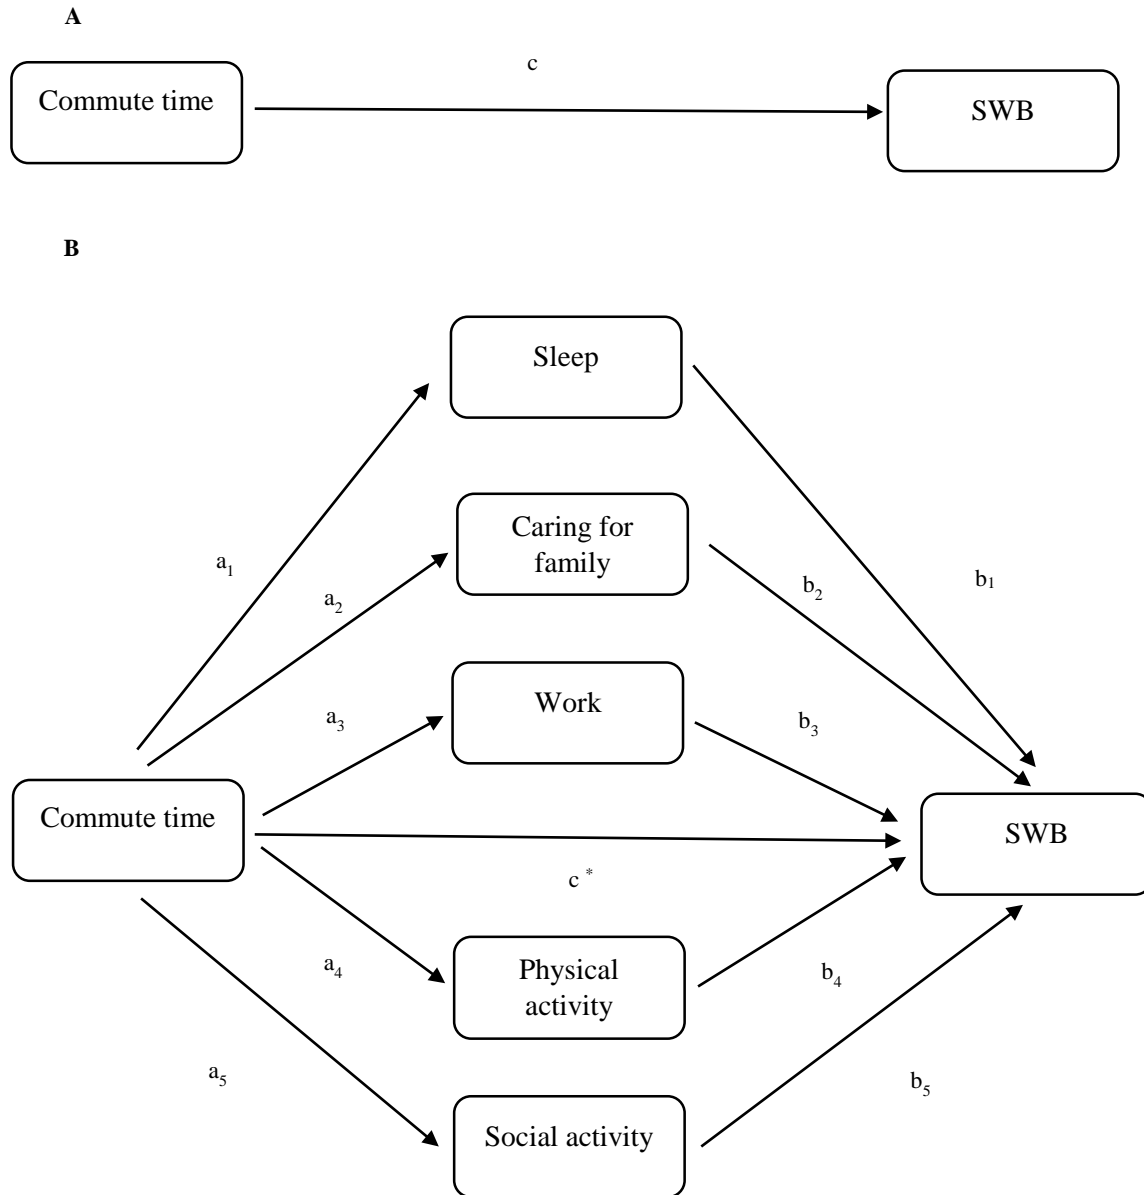 A
c
Commute time
SWB
B
Sleep
Caring for
family
a₁
a₂
b₂
b₁
Work
a₃
b₃
Commute time
SWB
c *
Physical
activity
a₄
b₄
a₅
b₅
Social activity